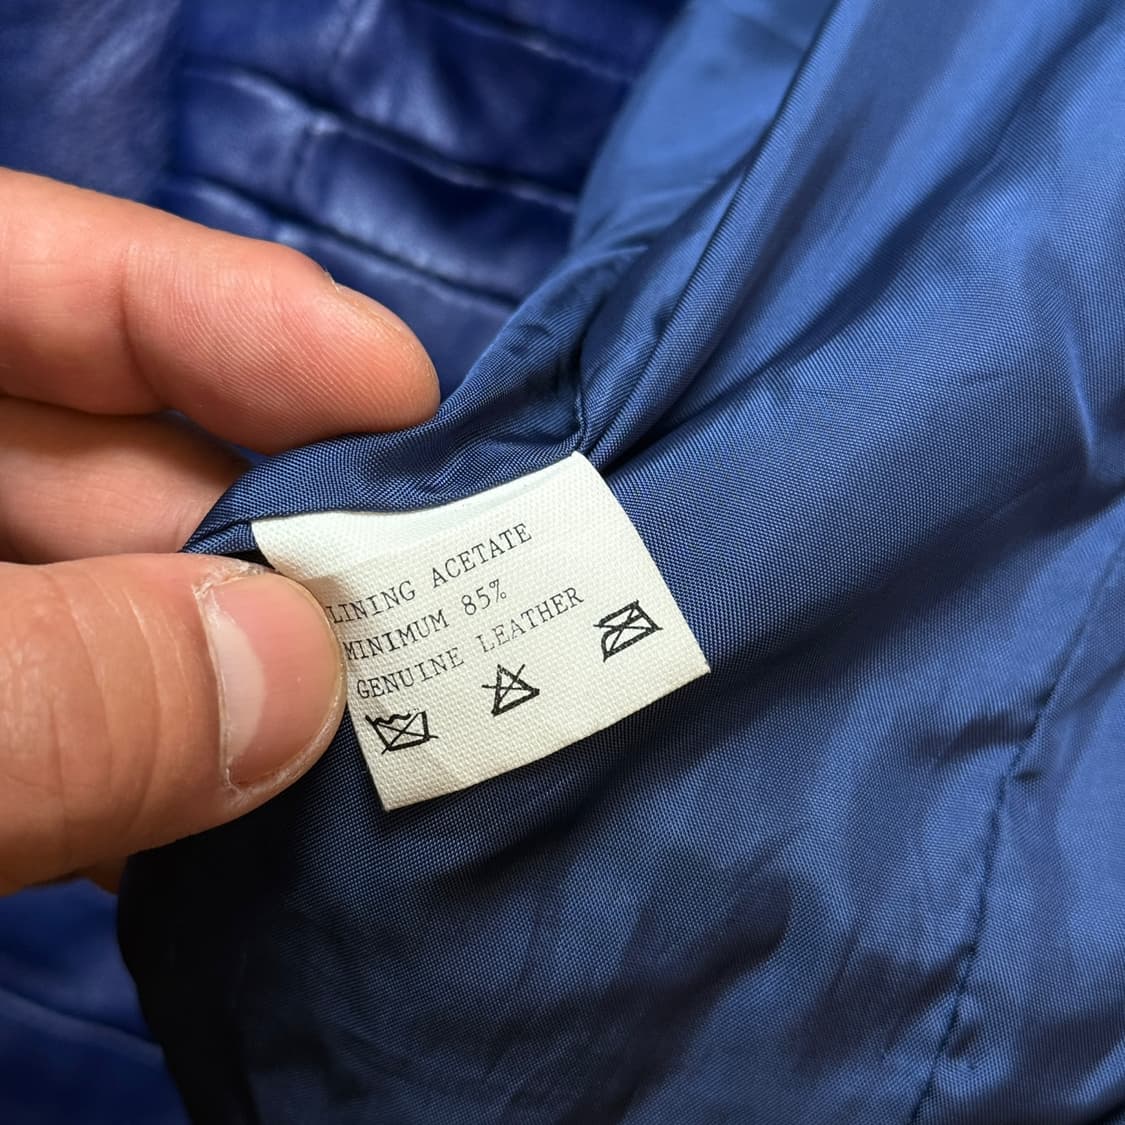 LINING ACETATE
MINIMUM 85%
GENUINE LEATHER